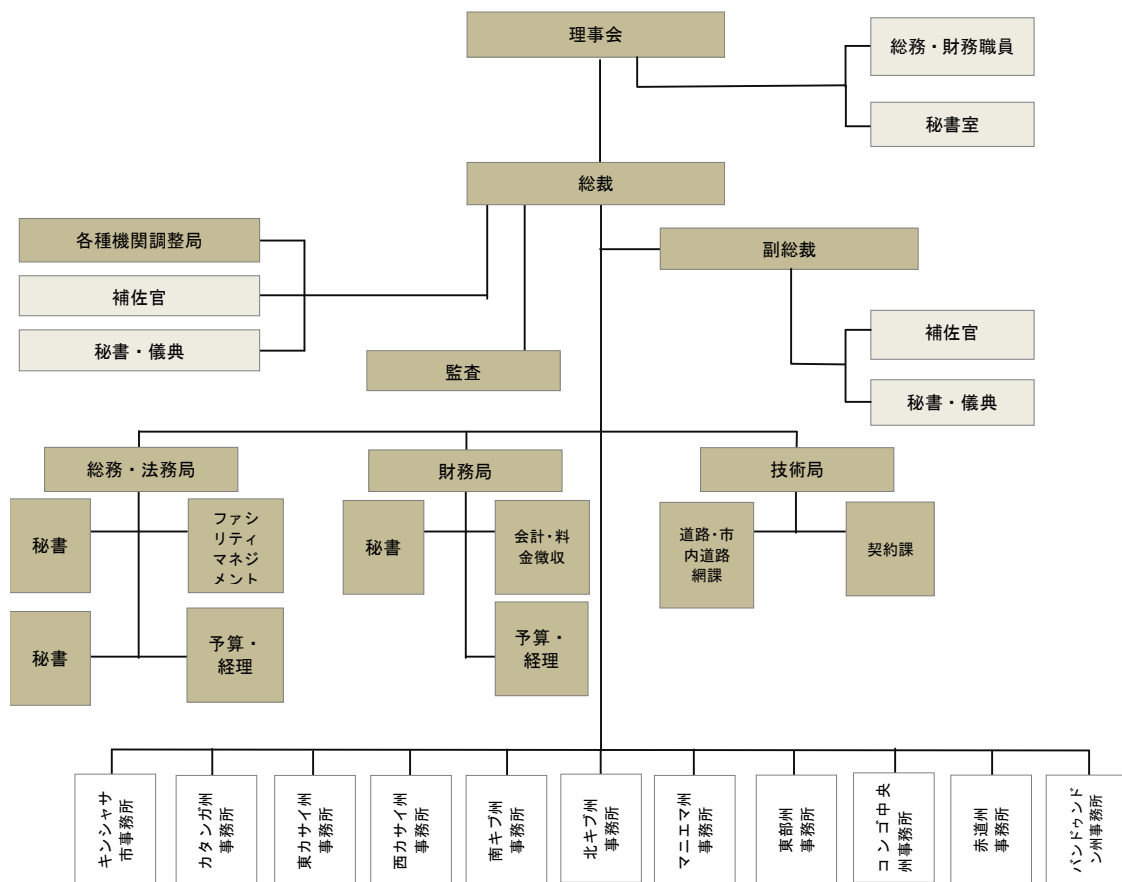 理事会
総務・財務職員
秘書室
総裁
各種機関調整局
補佐官
秘書・儀典
副総裁
補佐官
秘書・儀典
監査
総務・法務局
財務局
技術局
秘書
ファシ
リティ
マネジ
メント
秘書
会計・料
金徴収
道路・市
内道路
網課
契約課
秘書
予算・
経理
予算・
経理
キンシャサ
市事務所
カタンガ州
事務所
東カサイ州
事務所
西カサイ州
事務所
南キブ州
事務所
北キブ州
事務所
マニエマ州
事務所
東部州
事務所
コンゴ中央
州事務所
赤道州
事務所
バンドゥンド
ン州事務所